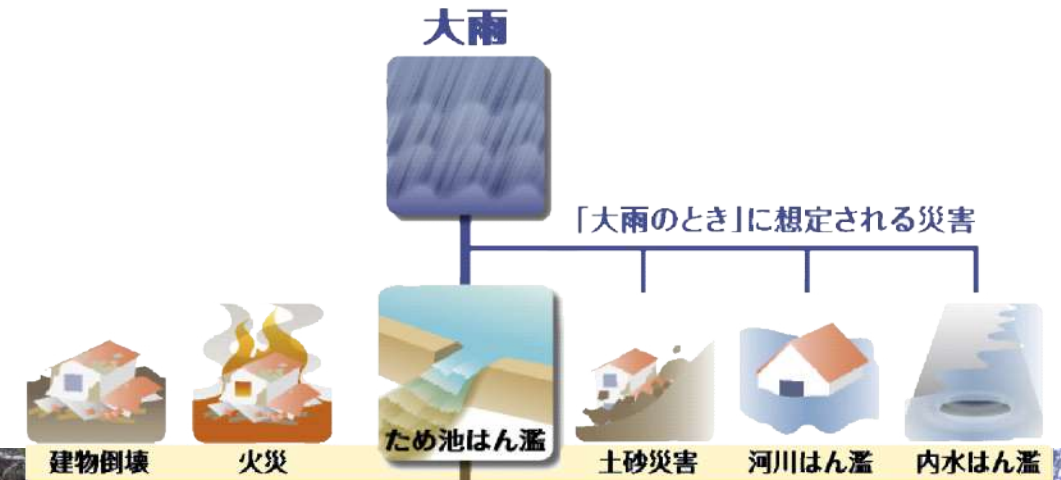 大雨
「大雨のとき」に想定される災害
建物倒壊
火災
ため池はん濫
土砂災害
河川はん濫
内水はん濫